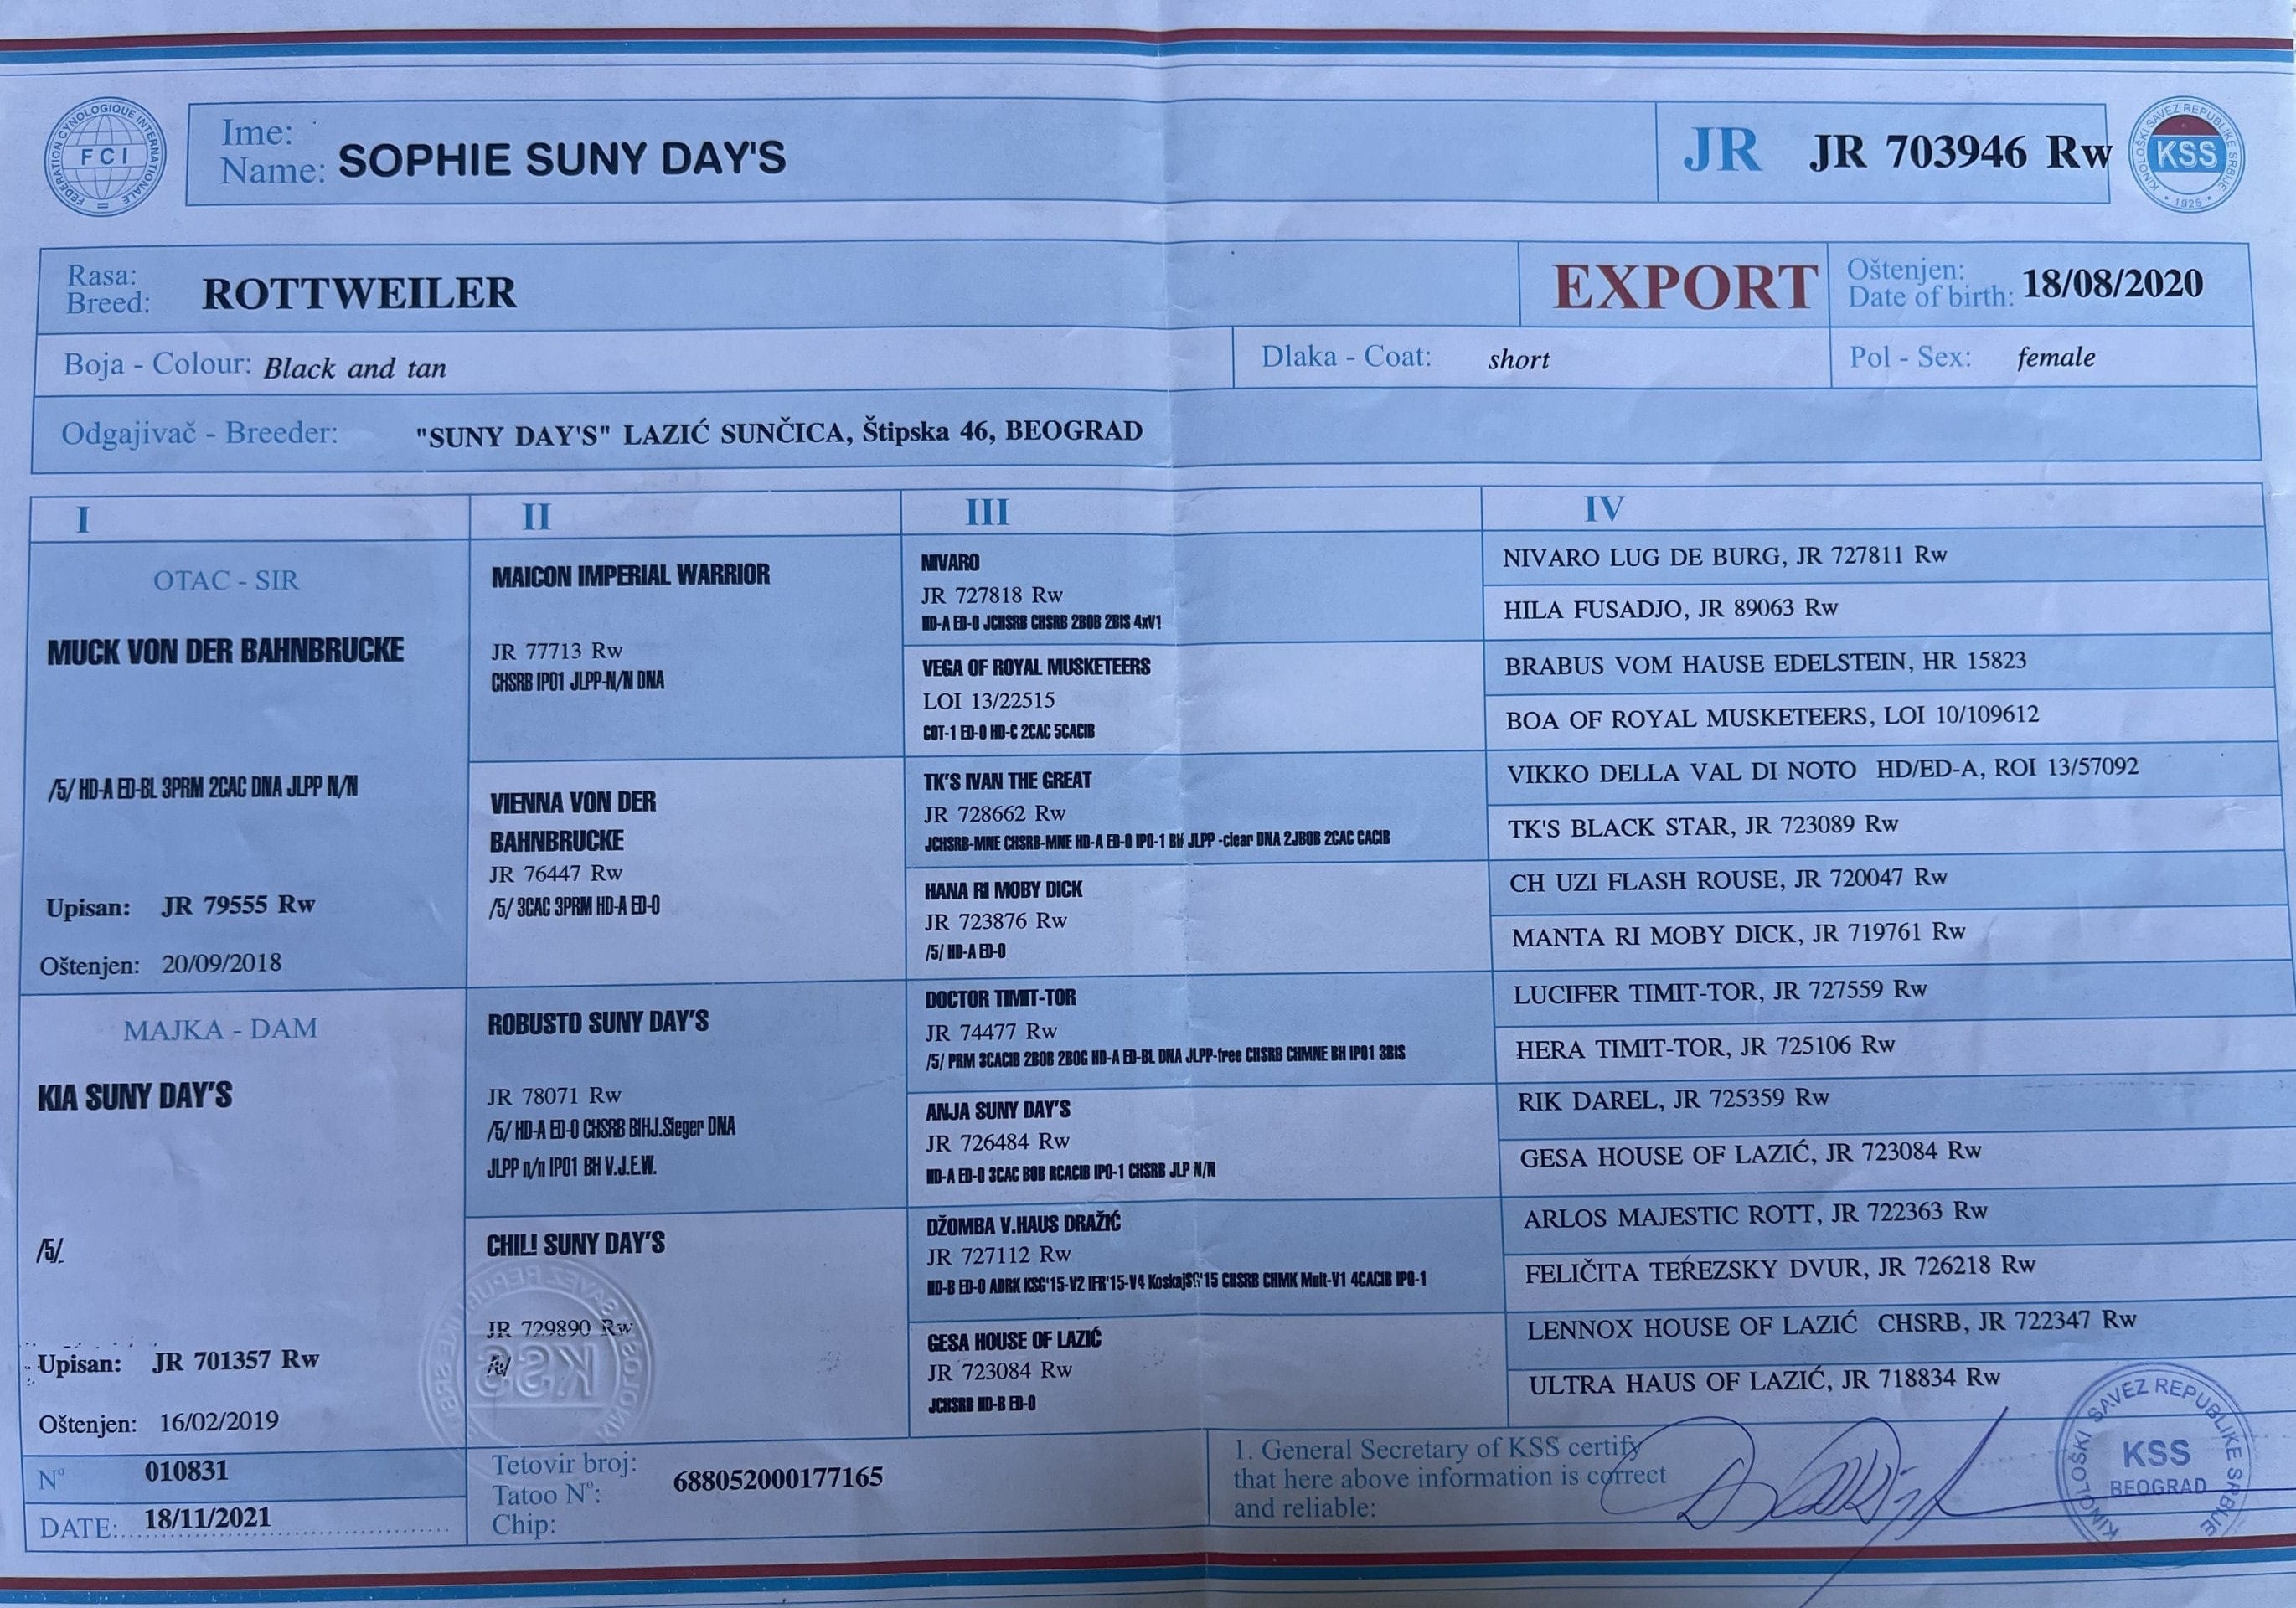 FEDERATION CYNOLOGIQUE INTERNATIONALE
FCI
Ime:
Name: SOPHIE SUNY DAY'S
JR JR 703946 Rw
KINOLOŠKI SAVEZ REPUBLIKE SRBIJE
KSS
• 1925 •
Rasa:
Breed: ROTTWEILER
EXPORT
Oštenjen:
Date of birth: 18/08/2020
Boja - Colour: Black and tan
Dlaka - Coat: short
Pol - Sex: female
Odgajivač - Breeder: "SUNY DAY'S" LAZIĆ SUNČICA, Štipska 46, BEOGRAD
I
II
III
IV
OTAC - SIR
MUCK VON DER BAHNBRUCKE
/5/ HD-A ED-BL 3PRM 2CAC DNA JLPP N/N
Upisan: JR 79555 Rw
Oštenjen: 20/09/2018
MAJKA - DAM
KIA SUNY DAY'S
/5/.
Upisan: JR 701357 Rw
Oštenjen: 16/02/2019
MAICON IMPERIAL WARRIOR
JR 77713 Rw
CHSRB IPO1 JLPP-N/N DNA
VIENNA VON DER
BAHNBRUCKE
JR 76447 Rw
/5/ 3CAC 3PRM HD-A ED-0
ROBUSTO SUNY DAY'S
JR 78071 Rw
/5/ HD-A ED-0 CHSRB BIHJ.Sieger DNA
JLPP n/n IPO1 BH V.J.E.W.
CHILI SUNY DAY'S
JR 729890 Rw
NIVARO
JR 727818 Rw
HD-A ED-0 JCHSRB CHSRB 2BOB 2BIS 4xV1
VEGA OF ROYAL MUSKETEERS
LOI 13/22515
COT-1 ED-0 HD-C 2CAC 5CACIB
TK'S IVAN THE GREAT
JR 728662 Rw
JCHSRB-MNE CHSRB-MNE HD-A ED-0 IPO-1 BH JLPP -clear DNA 2JBOB 2CAC CACIB
HANA RI MOBY DICK
JR 723876 Rw
/5/ HD-A ED-0
DOCTOR TIMIT-TOR
JR 74477 Rw
/5/ PRM 3CACIB 2BOB 2BOG HD-A ED-BL DNA JLPP-free CHSRB CHMNE BH IPO1 3BIS
ANJA SUNY DAY'S
JR 726484 Rw
HD-A ED-0 3CAC BOB RCACIB IPO-1 CHSRB JLP N/N
DŽOMBA V.HAUS DRAŽIĆ
JR 727112 Rw
HD-B ED-0 ADRK KSG'15-V2 IFR'15-V4 '15 CHSRB CHMK Mult-V1 4CACIB IPO-1
GESA HOUSE OF LAZIĆ
JR 723084 Rw
JCHSRB HD-B ED-0
NIVARO LUG DE BURG, JR 727811 Rw
HILA FUSADJO, JR 89063 Rw
BRABUS VOM HAUSE EDELSTEIN, HR 15823
BOA OF ROYAL MUSKETEERS, LOI 10/109612
VIKKO DELLA VAL DI NOTO HD/ED-A, ROI 13/57092
TK'S BLACK STAR, JR 723089 Rw
CH UZI FLASH ROUSE, JR 720047 Rw
MANTA RI MOBY DICK, JR 719761 Rw
LUCIFER TIMIT-TOR, JR 727559 Rw
HERA TIMIT-TOR, JR 725106 Rw
RIK DAREL, JR 725359 Rw
GESA HOUSE OF LAZIĆ, JR 723084 Rw
ARLOS MAJESTIC ROTT, JR 722363 Rw
FELIČITA TEŘEZSKY DVUR, JR 726218 Rw
LENNOX HOUSE OF LAZIĆ CHSRB, JR 722347 Rw
ULTRA HAUS OF LAZIĆ, JR 718834 Rw
Nº 010831
DATE: 18/11/2021
Tetovir broj:
Tatoo Nº: 688052000177165
Chip:
1. General Secretary of KSS certify
that here above information is correct
and reliable:
KINOLOŠKI SAVEZ REPUBLIKE SRBIJE
KSS
BEOGRAD